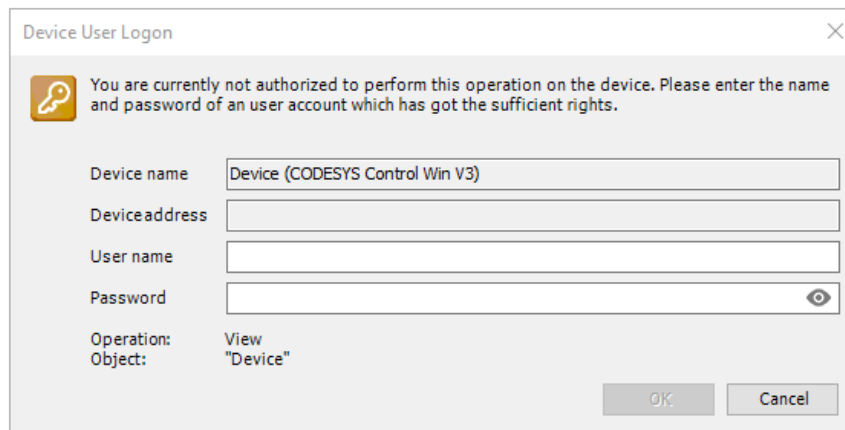 Device User Logon
You are currently not authorized to perform this operation on the device. Please enter the name
and password of an user account which has got the sufficient rights.
Device name Device (CODESYS Control Win V3)
Device address
User name
Password
Operation: View
Object: "Device"
OK Cancel